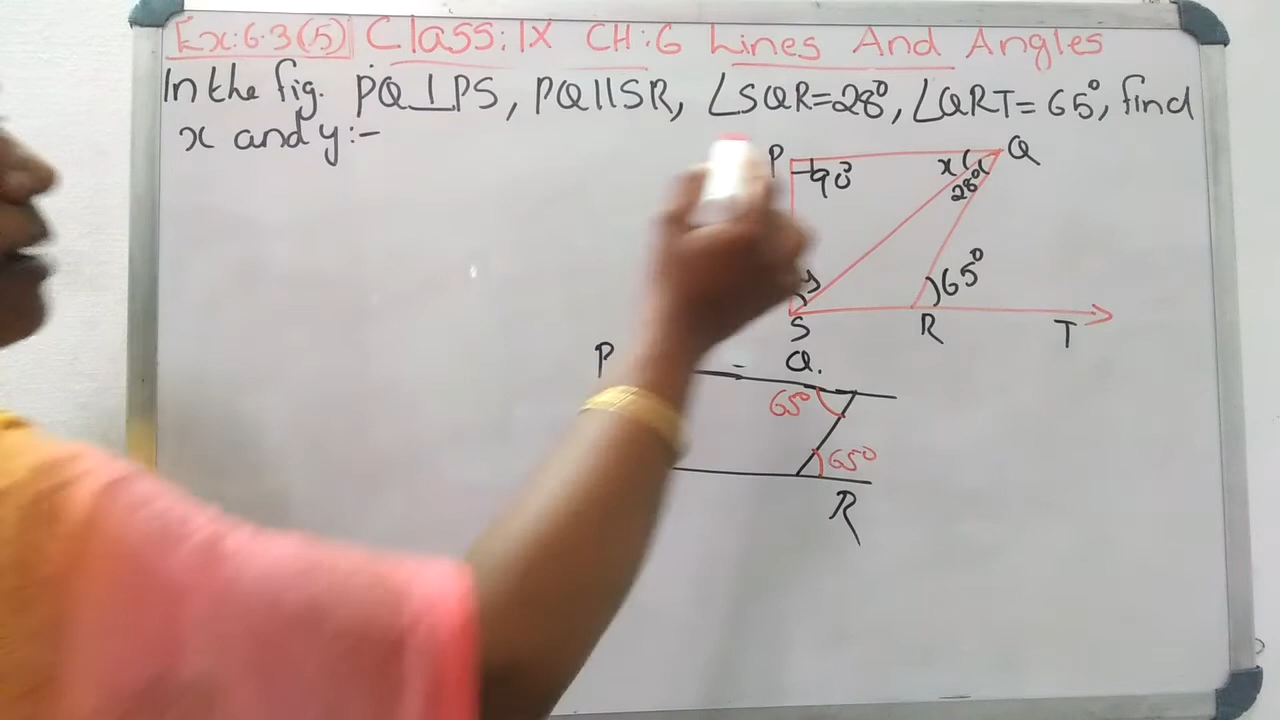 Ex:6.3(5) Class:IX CH:6 Lines And Angles
In the fig. PQ⊥PS, PQ||SR, ∠SQR=28°, ∠QRT=65°, find
x and y:-
P 90° x 28° Q
y 65°
S R T
P Q.
65°
65°
R